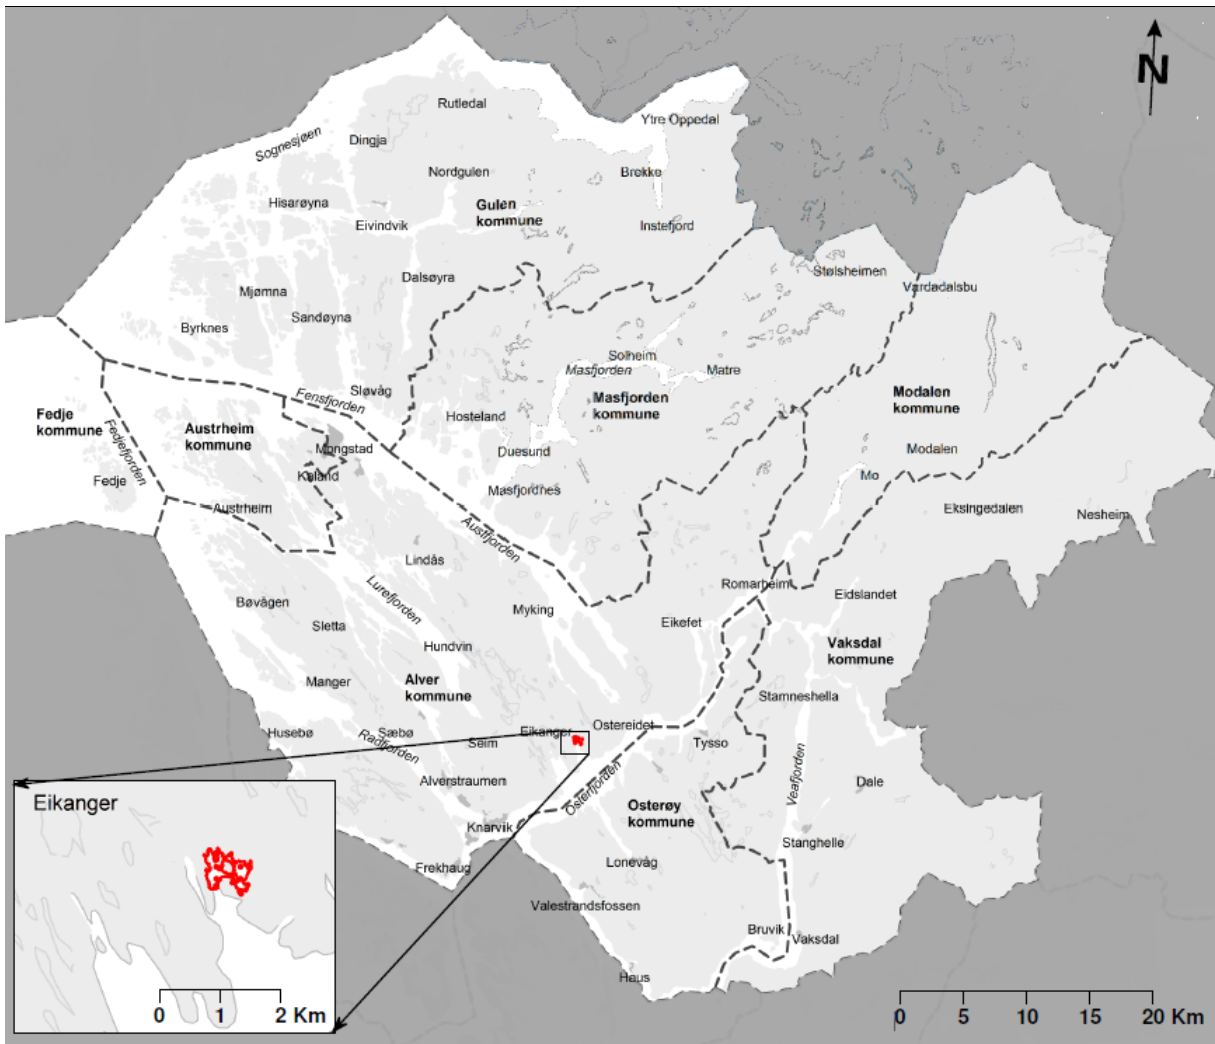 N
Rutledal
Ytre Oppedal
Sognesjøen
Dingja
Nordgulen
Brekke
Hisarøyna
Gulen
kommune
Eivindvik
Instefjord
Dalsøyra
Stølsheimen
Vardadalsbu
Mjømna
Sandøyna
Byrknes
Solheim
Masfjorden
Matre
Sløvåg
Fensfjorden
Masfjorden
kommune
Modalen
kommune
Fedje
kommune
Fedjefjorden
Austrheim
kommune
Hosteland
Mongstad
Duesund
Modalen
Mo
Fedje
Kaland
Masfjordnes
Austrheim
Eksingedalen
Nesheim
Austfjorden
Lindås
Romarheim
Eidslandet
Lurefjorden
Bøvågen
Myking
Sletta
Eikefet
Hundvin
Vaksdal
kommune
Manger
Alver
kommune
Stamneshella
Husebø
Sæbø
Radfjorden
Seim
Eikanger
Ostereidet
Tysso
Alverstraumen
Osterfjorden
Veafjorden
Dale
Eikanger
Osterøy
kommune
Knarvik
Stanghelle
Frekhaug
Lonevåg
Valestrandsfossen
Bruvik
Vaksdal
Haus
0 1 2 Km
0 5 10 15 20 Km